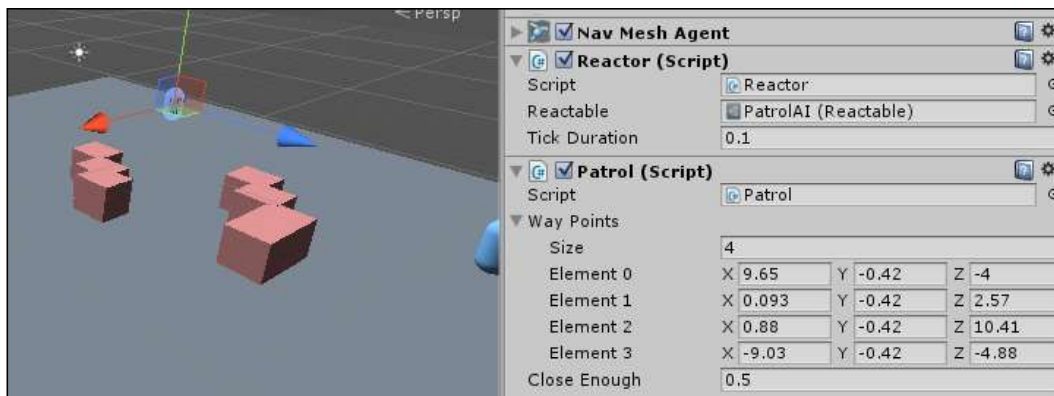 Persp
Nav Mesh Agent
Reactor (Script)
Script Reactor
Reactable PatrolAI (Reactable)
Tick Duration 0.1
Patrol (Script)
Script Patrol
Way Points
Size 4
Element 0 X 9.65 Y -0.42 Z -4
Element 1 X 0.093 Y -0.42 Z 2.57
Element 2 X 0.88 Y -0.42 Z 10.41
Element 3 X -9.03 Y -0.42 Z -4.88
Close Enough 0.5